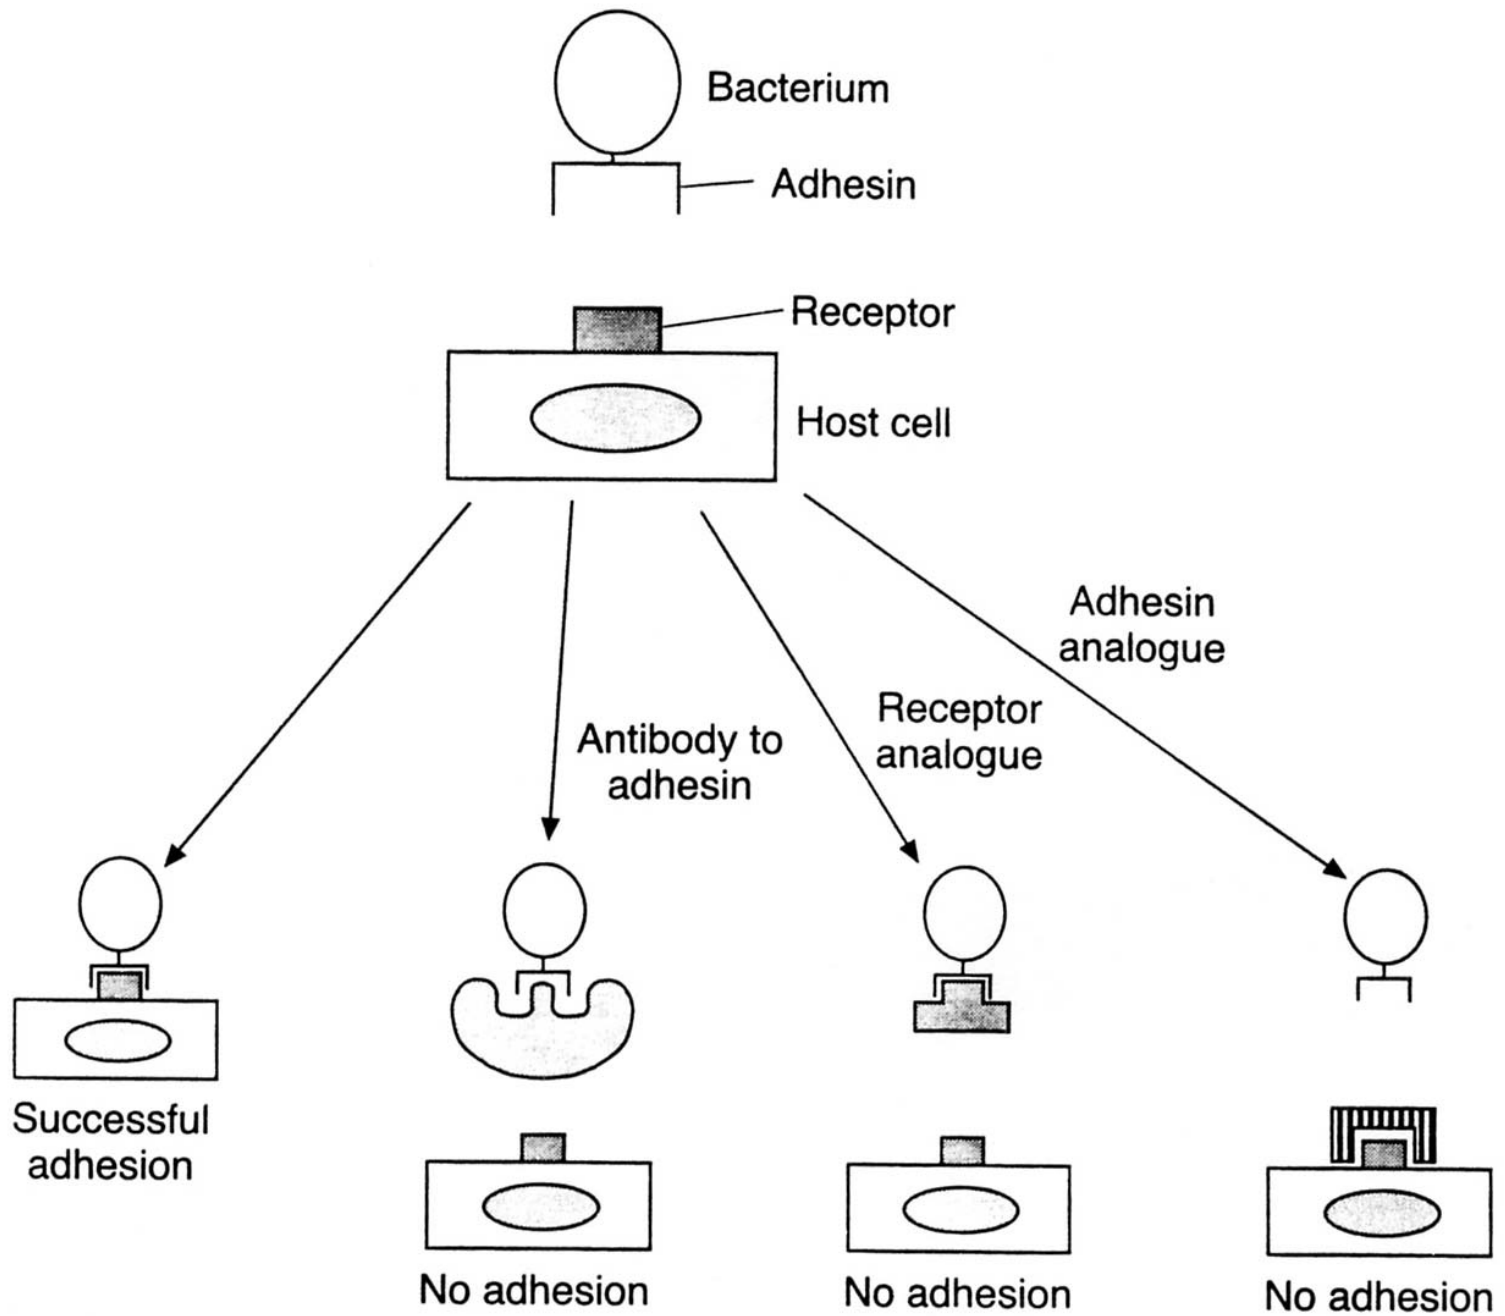 Bacterium
Adhesin
Receptor
Host cell
Adhesin
analogue
Receptor
analogue
Antibody to
adhesin
Successful
adhesion
No adhesion
No adhesion
No adhesion